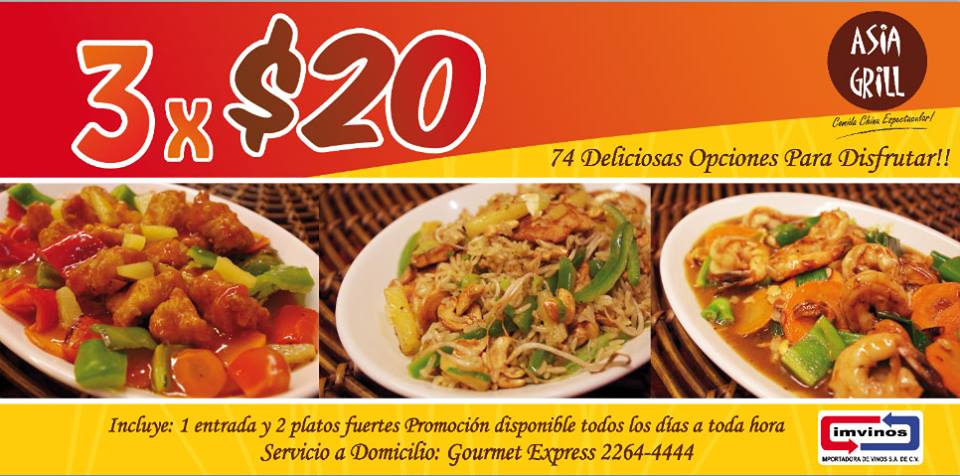 3 x $20
ASIA
GRILL
Comida China Espectacular!
74 Deliciosas Opciones Para Disfrutar!!
Incluye: 1 entrada y 2 platos fuertes Promoción disponible todos los días a toda hora
Servicio a Domicilio: Gourmet Express 2264-4444
imvinos
IMPORTADORA DE VINOS S.A. DE C.V.